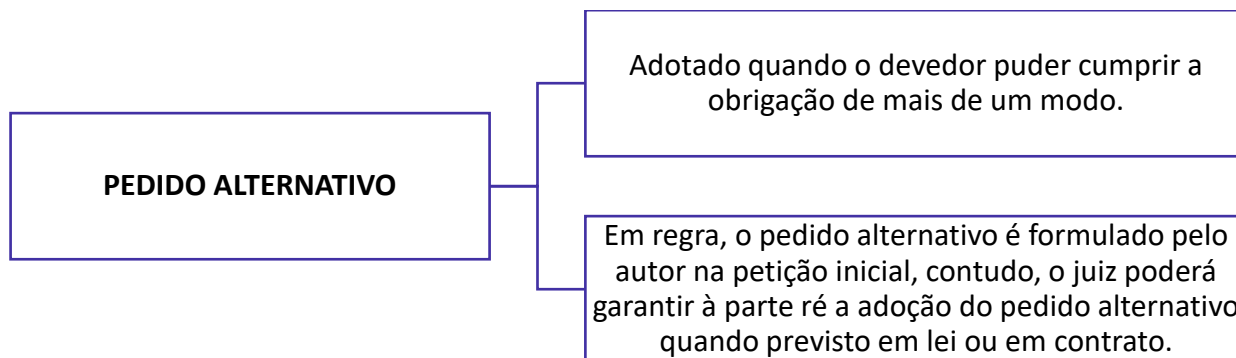 PEDIDO ALTERNATIVO
Adotado quando o devedor puder cumprir a
obrigação de mais de um modo.
Em regra, o pedido alternativo é formulado pelo
autor na petição inicial, contudo, o juiz poderá
garantir à parte ré a adoção do pedido alternativo
quando previsto em lei ou em contrato.